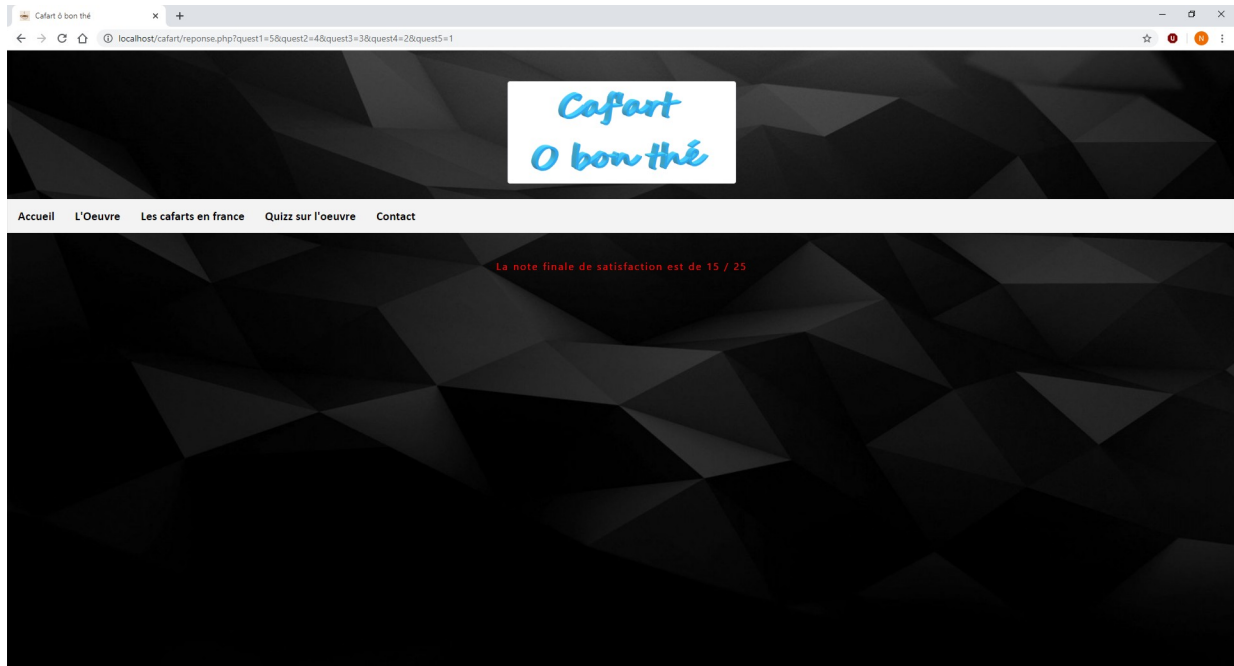 Cafart ô bon thé
localhost/cafart/reponse.php?quest1=5&quest2=4&quest3=3&quest4=2&quest5=1
U
N
Cafart
O bon thé
Accueil L'Oeuvre Les cafarts en france Quizz sur l'oeuvre Contact
La note finale de satisfaction est de 15 / 25